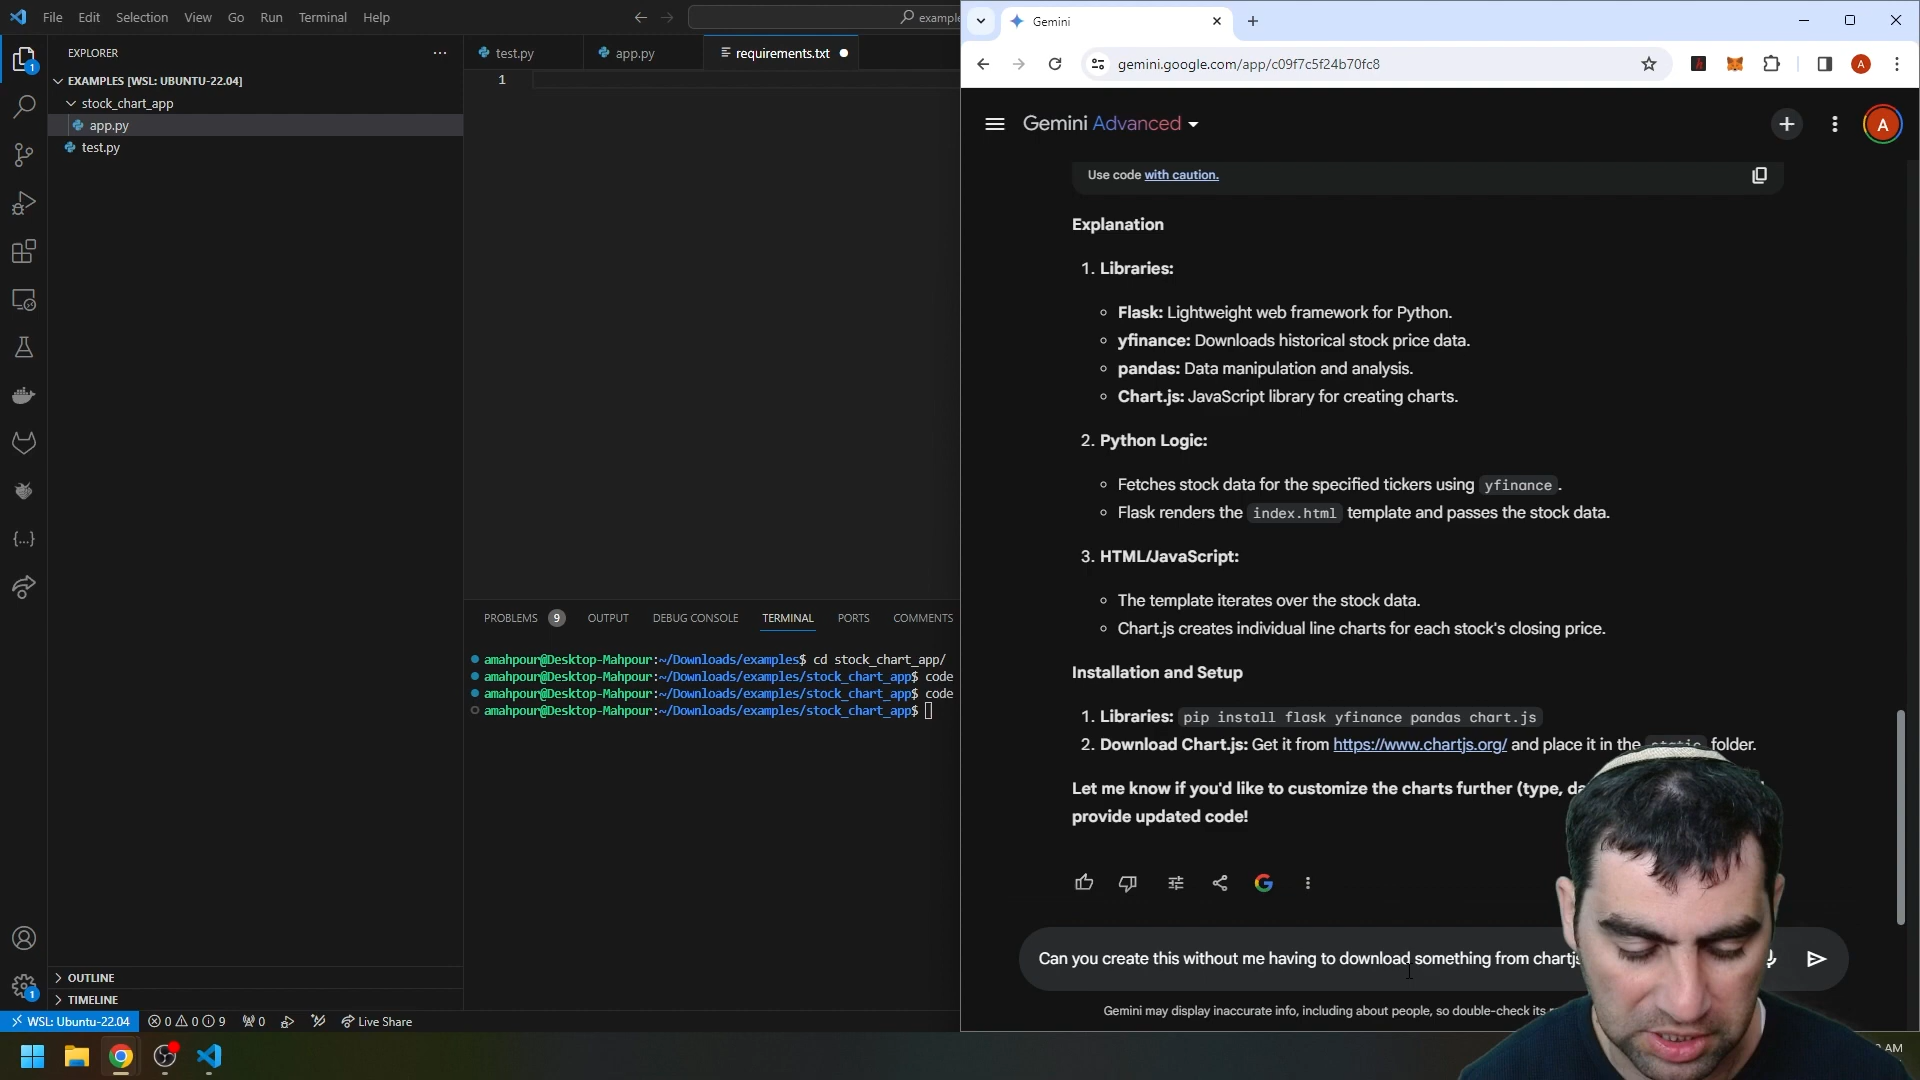 File Edit Selection View Go Run Terminal Help
example
EXPLORER
EXAMPLES [WSL: UBUNTU-22.04]
stock_chart_app
app.py
test.py
OUTLINE
TIMELINE
1
1
test.py
app.py
requirements.txt
1
PROBLEMS 9 OUTPUT DEBUG CONSOLE TERMINAL PORTS COMMENTS
amahpour@Desktop-Mahpour:~/Downloads/examples$ cd stock_chart_app/
amahpour@Desktop-Mahpour:~/Downloads/examples/stock_chart_app$ code
amahpour@Desktop-Mahpour:~/Downloads/examples/stock_chart_app$ code
amahpour@Desktop-Mahpour:~/Downloads/examples/stock_chart_app$
WSL: Ubuntu-22.04 0 0 9 0 Live Share
Gemini
gemini.google.com/app/c09f7c5f24b70fc8
A
Gemini Advanced
A
Use code with caution.
Explanation
1. Libraries:
Flask: Lightweight web framework for Python.
yfinance: Downloads historical stock price data.
pandas: Data manipulation and analysis.
Chart.js: JavaScript library for creating charts.
2. Python Logic:
Fetches stock data for the specified tickers using yfinance.
Flask renders the index.html template and passes the stock data.
3. HTML/JavaScript:
The template iterates over the stock data.
Chart.js creates individual line charts for each stock's closing price.
Installation and Setup
1. Libraries: pip install flask yfinance pandas chart.js
2. Download Chart.js: Get it from https://www.chartjs.org/ and place it in the static folder.
Let me know if you'd like to customize the charts further (type, da
provide updated code!
Can you create this without me having to download something from chartjs
Gemini may display inaccurate info, including about people, so double-check its
AM